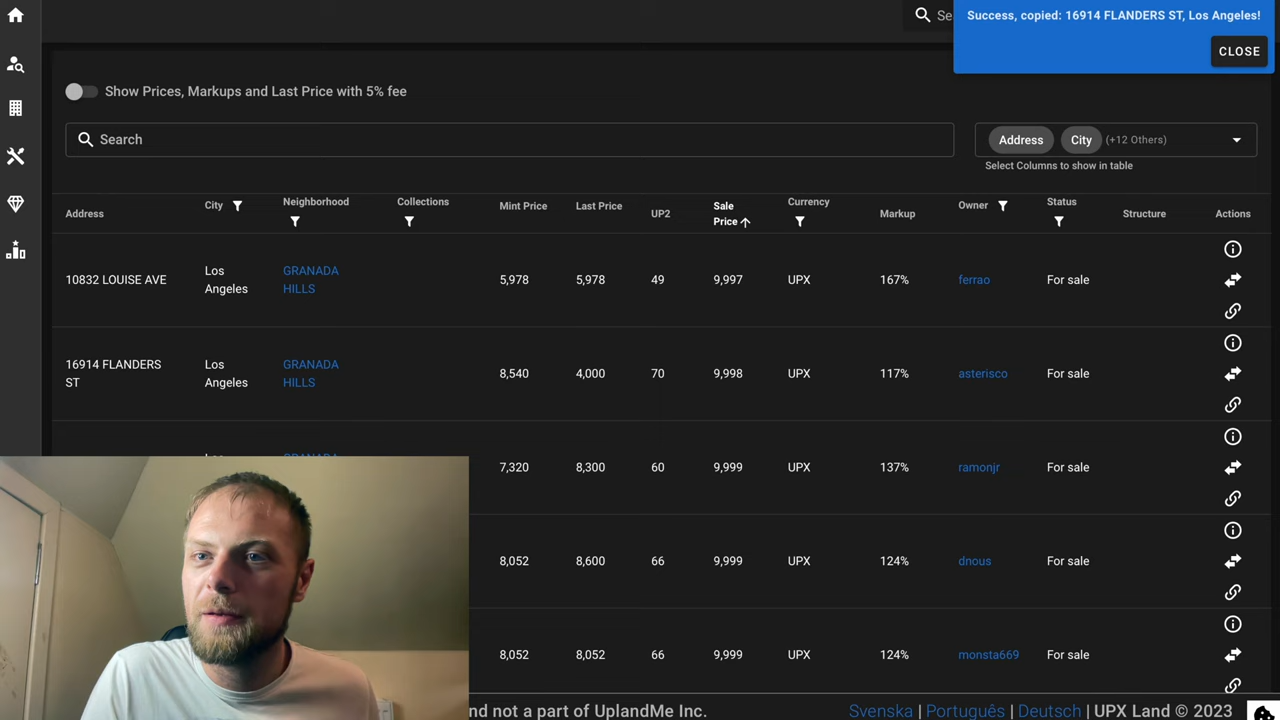 Se
Success, copied: 16914 FLANDERS ST, Los Angeles!
CLOSE
Show Prices, Markups and Last Price with 5% fee
Search
Address City (+12 Others)
Select Columns to show in table
Address City Neighborhood Collections Mint Price Last Price UP2 Sale Price Currency Markup Owner Status Structure Actions
10832 LOUISE AVE Los Angeles GRANADA HILLS 5,978 5,978 49 9,997 UPX 167% ferrao For sale
16914 FLANDERS ST Los Angeles GRANADA HILLS 8,540 4,000 70 9,998 UPX 117% asterisco For sale
7,320 8,300 60 9,999 UPX 137% ramonjr For sale
8,052 8,600 66 9,999 UPX 124% dnous For sale
8,052 8,052 66 9,999 UPX 124% monsta669 For sale
nd not a part of UplandMe Inc.
Svenska | Português | Deutsch | UPX Land © 2023